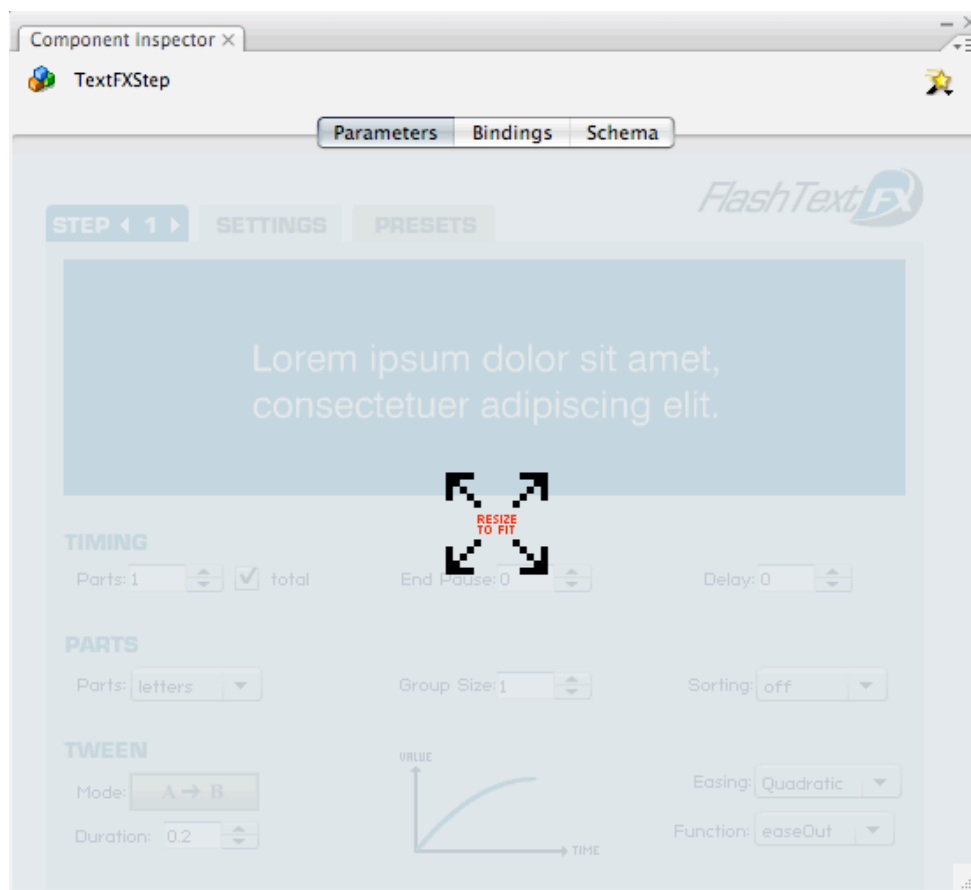 Component Inspector
TextFXStep
Parameters Bindings Schema
FlashText FX
STEP 1 SETTINGS PRESETS
Lorem ipsum dolor sit amet,
consectetuer adipiscing elit.
RESIZE
TO FIT
TIMING
Parts: 1 total End Pause: 0 Delay: 0
PARTS
Parts: letters Group Size: 1 Sorting: off
TWEEN
VALUE
Mode: A → B Easing: Quadratic
Duration: 0.2 Function: easeOut
TIME